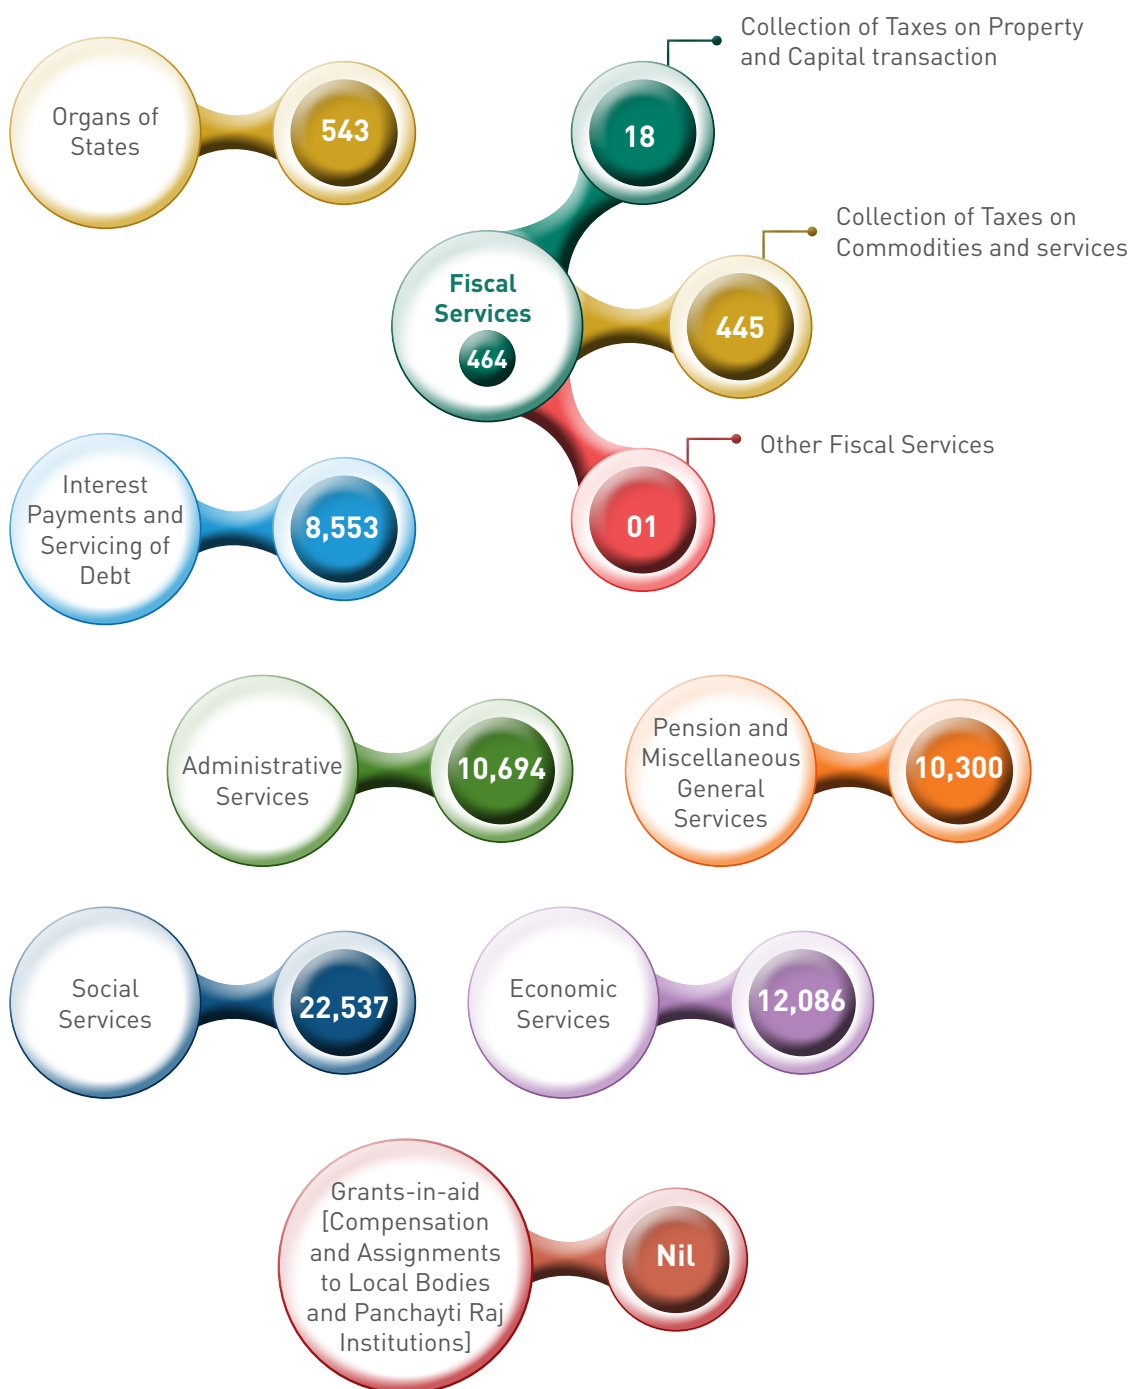 Organs of
States
543
Collection of Taxes on Property
and Capital transaction
18
Collection of Taxes on
Commodities and services
Fiscal
Services
464
445
Other Fiscal Services
01
Interest
Payments and
Servicing of
Debt
8,553
Administrative
Services
10,694
Pension and
Miscellaneous
General
Services
10,300
Social
Services
22,537
Economic
Services
12,086
Grants-in-aid
[Compensation
and Assignments
to Local Bodies
and Panchayti Raj
Institutions]
Nil